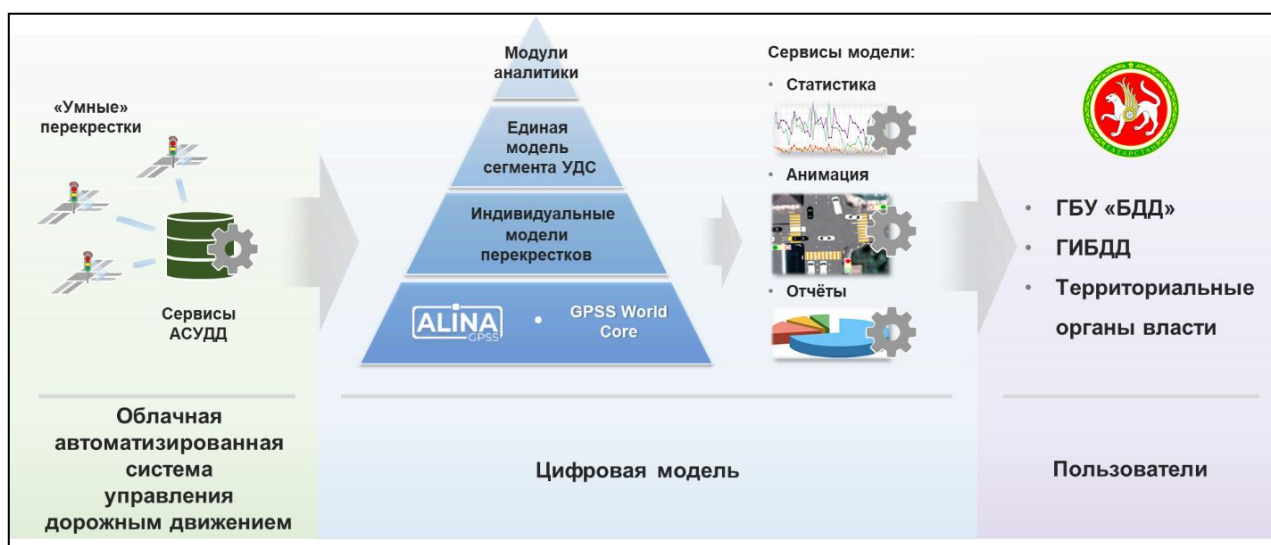 «Умные»
перекрестки
Сервисы
АСУДД
Облачная
автоматизированная
система
управления
дорожным движением
Модули
аналитики
Единая
модель
сегмента УДС
Индивидуальные
модели
перекрестков
ALINA
GPSS
• GPSS World
Core
Сервисы модели:
• Статистика
• Анимация
• Отчёты
Цифровая модель
ТАТАРСТАН
• ГБУ «БДД»
• ГИБДД
• Территориальные
органы власти
Пользователи